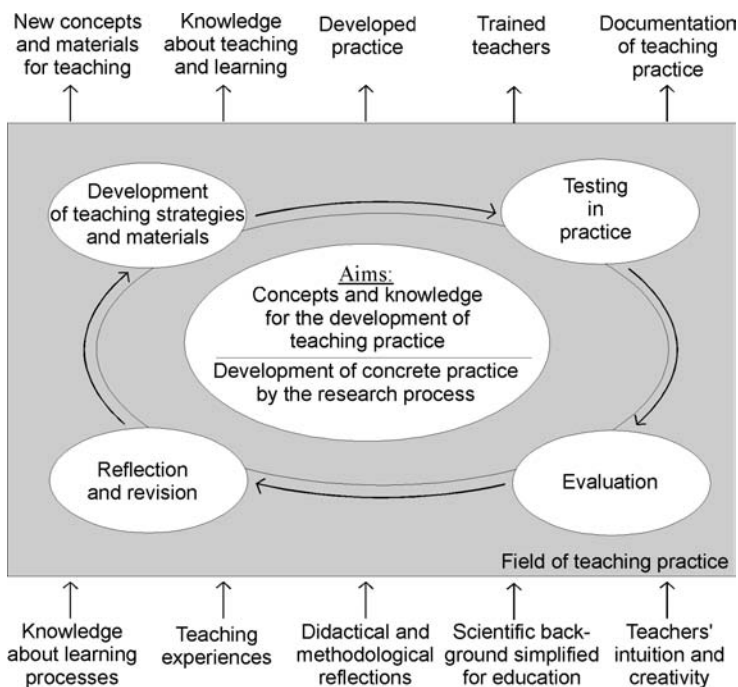 New concepts
and materials
for teaching
Knowledge
about teaching
and learning
Developed
practice
Trained
teachers
Documentation
of teaching
practice
Development
of teaching strategies
and materials
Testing
in
practice
Aims:
Concepts and knowledge
for the development of
teaching practice
Development of concrete practice
by the research process
Reflection
and revision
Evaluation
Field of teaching practice
Knowledge
about learning
processes
Teaching
experiences
Didactical and
methodological
reflections
Scientific back-
ground simplified
for education
Teachers'
intuition and
creativity